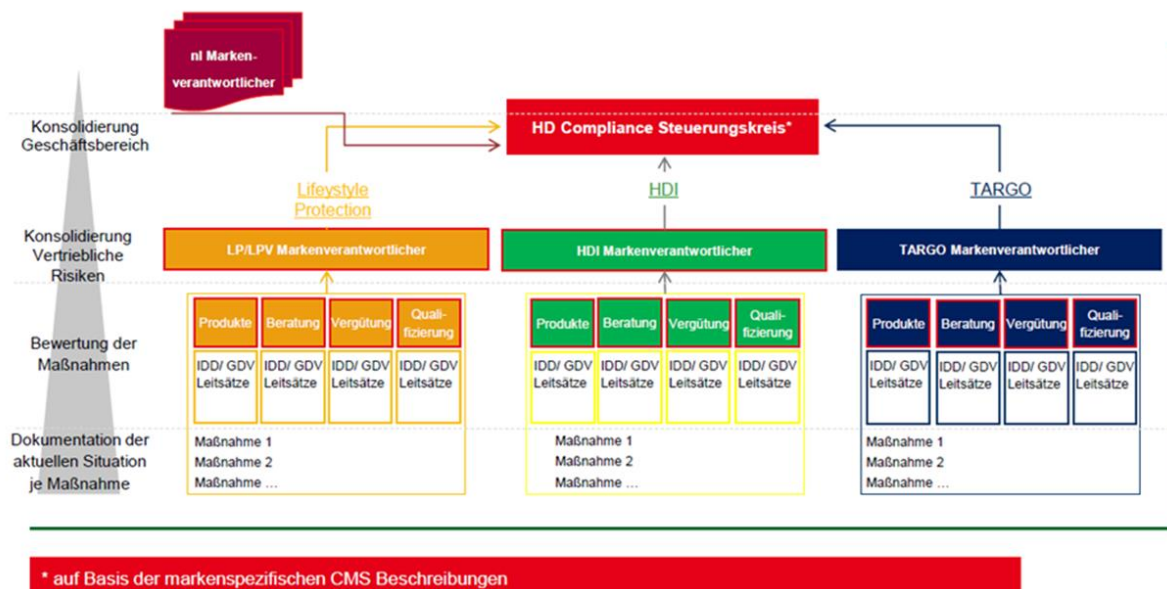 nl Marken-
verantwortlicher
Konsolidierung
Geschäftsbereich
HD Compliance Steuerungskreis*
Lifeystyle
Protection
HDI
TARGO
Konsolidierung
Vertriebliche
Risiken
LP/LPV Markenverantwortlicher
HDI Markenverantwortlicher
TARGO Markenverantwortlicher
Bewertung der
Maßnahmen
Produkte
Beratung
Vergütung
Quali-
fizierung
IDD/ GDV
Leitsätze
IDD/ GDV
Leitsätze
IDD/ GDV
Leitsätze
IDD/ GDV
Leitsätze
Produkte
Beratung
Vergütung
Quali-
fizierung
IDD/ GDV
Leitsätze
IDD/ GDV
Leitsätze
IDD/ GDV
Leitsätze
IDD/ GDV
Leitsätze
Produkte
Beratung
Vergütung
Quali-
fizierung
IDD/ GDV
Leitsätze
IDD/ GDV
Leitsätze
IDD/ GDV
Leitsätze
IDD/ GDV
Leitsätze
Dokumentation der
aktuellen Situation
je Maßnahme
Maßnahme 1
Maßnahme 2
Maßnahme ...
Maßnahme 1
Maßnahme 2
Maßnahme ...
Maßnahme 1
Maßnahme 2
Maßnahme ...
* auf Basis der markenspezifischen CMS Beschreibungen